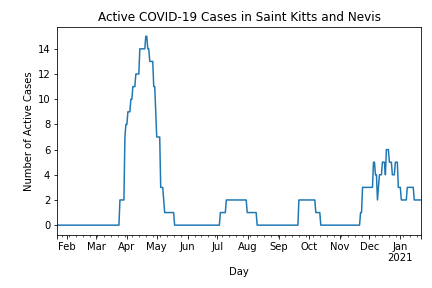 Active COVID-19 Cases in Saint Kitts and Nevis
Number of Active Cases
14
12
10
8
6
4
2
0
Feb Mar Apr May Jun Jul Aug Sep Oct Nov Dec Jan
2021
Day